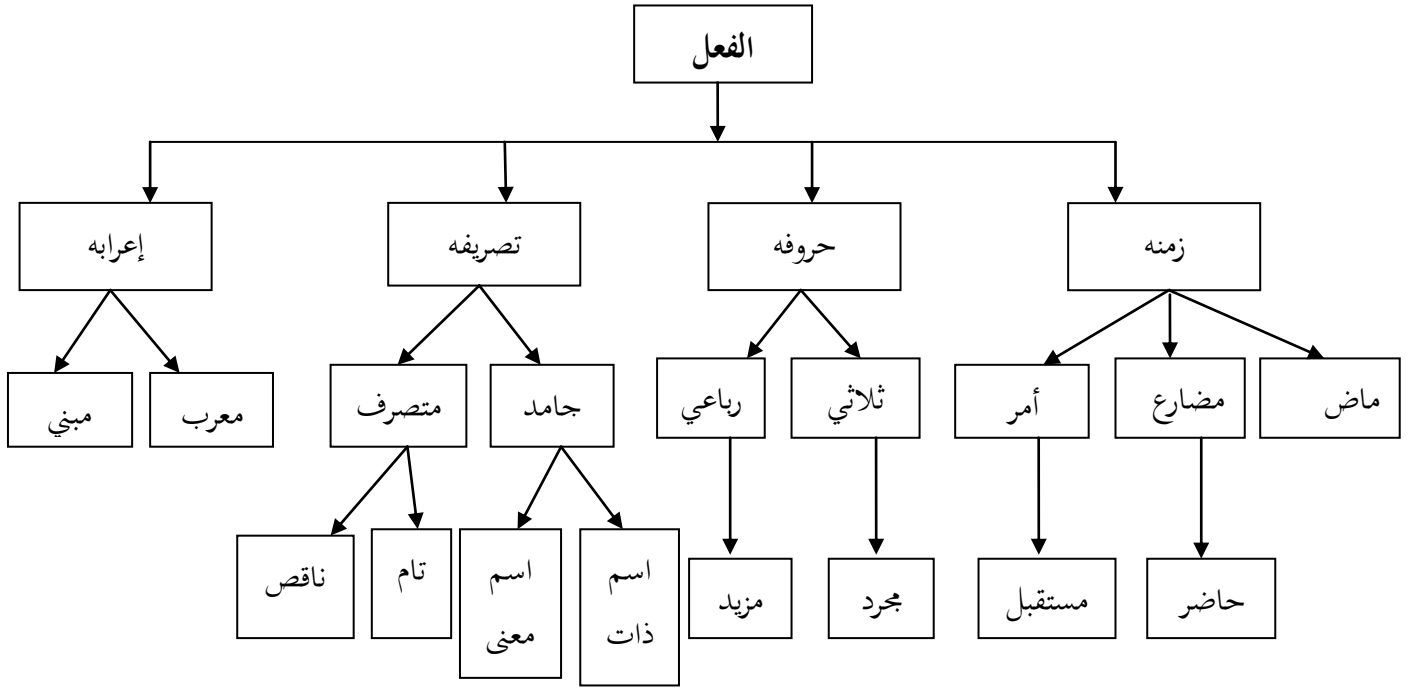 الفعل
زمنه
حروفه
تصريفه
إعرابه
ماض
مضارع
أمر
ثلاثي
رباعي
جامد
متصرف
معرب
مبني
حاضر
مستقبل
مجرد
مزيد
اسم
ذات
اسم
معنى
تام
ناقص